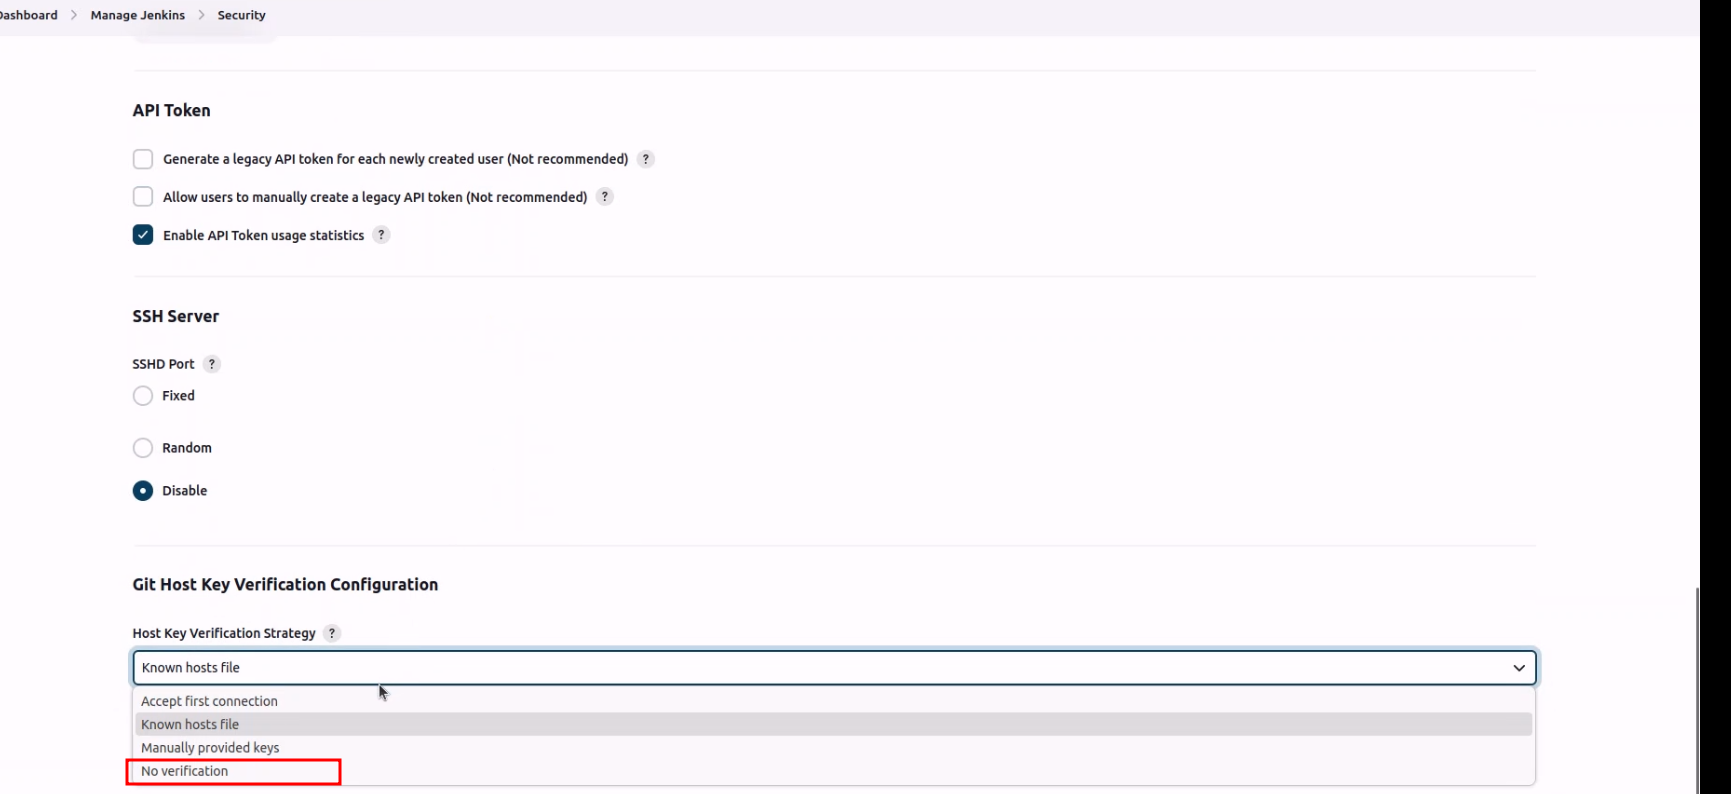 Dashboard > Manage Jenkins > Security
API Token
Generate a legacy API token for each newly created user (Not recommended) ?
Allow users to manually create a legacy API token (Not recommended) ?
Enable API Token usage statistics ?
SSH Server
SSHD Port ?
Fixed
Random
Disable
Git Host Key Verification Configuration
Host Key Verification Strategy ?
Known hosts file
Accept first connection
Known hosts file
Manually provided keys
No verification